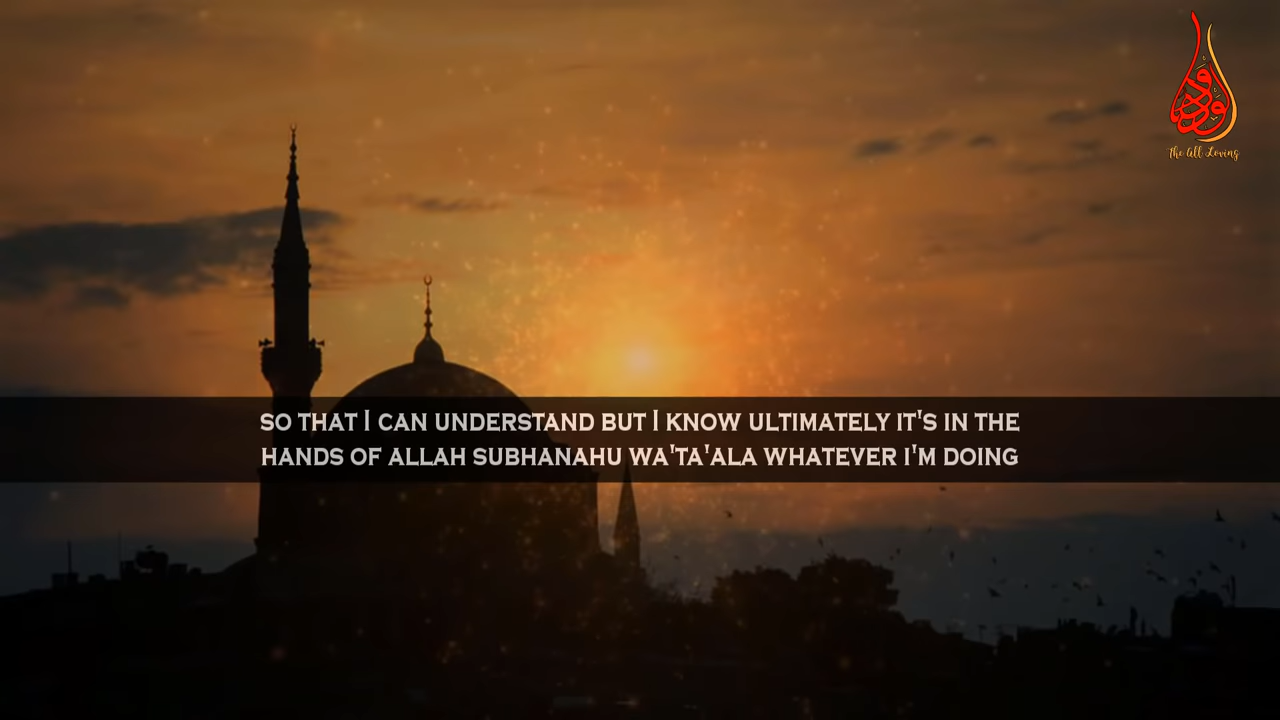 الودود
The All Loving
SO THAT I CAN UNDERSTAND BUT I KNOW ULTIMATELY IT'S IN THE
HANDS OF ALLAH SUBHANAHU WA'TA'ALA WHATEVER I'M DOING